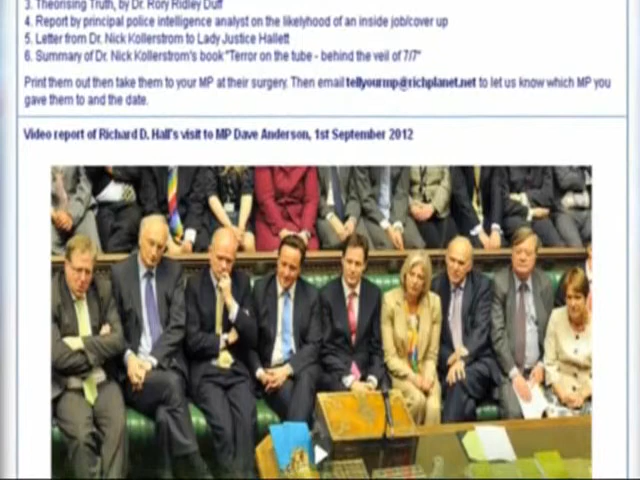 3. Theorising Truth, by Dr. Rory Ridley Duff
4. Report by principal police intelligence analyst on the likelyhood of an inside job/cover up
5. Letter from Dr. Nick Kollerstrom to Lady Justice Hallett
6. Summary of Dr. Nick Kollerstrom's book "Terror on the tube - behind the veil of 7/7"
Print them out then take them to your MP at their surgery. Then email tellyourmp@richplanet.net to let us know which MP you
gave them to and the date.
Video report of Richard D. Hall's visit to MP Dave Anderson, 1st September 2012